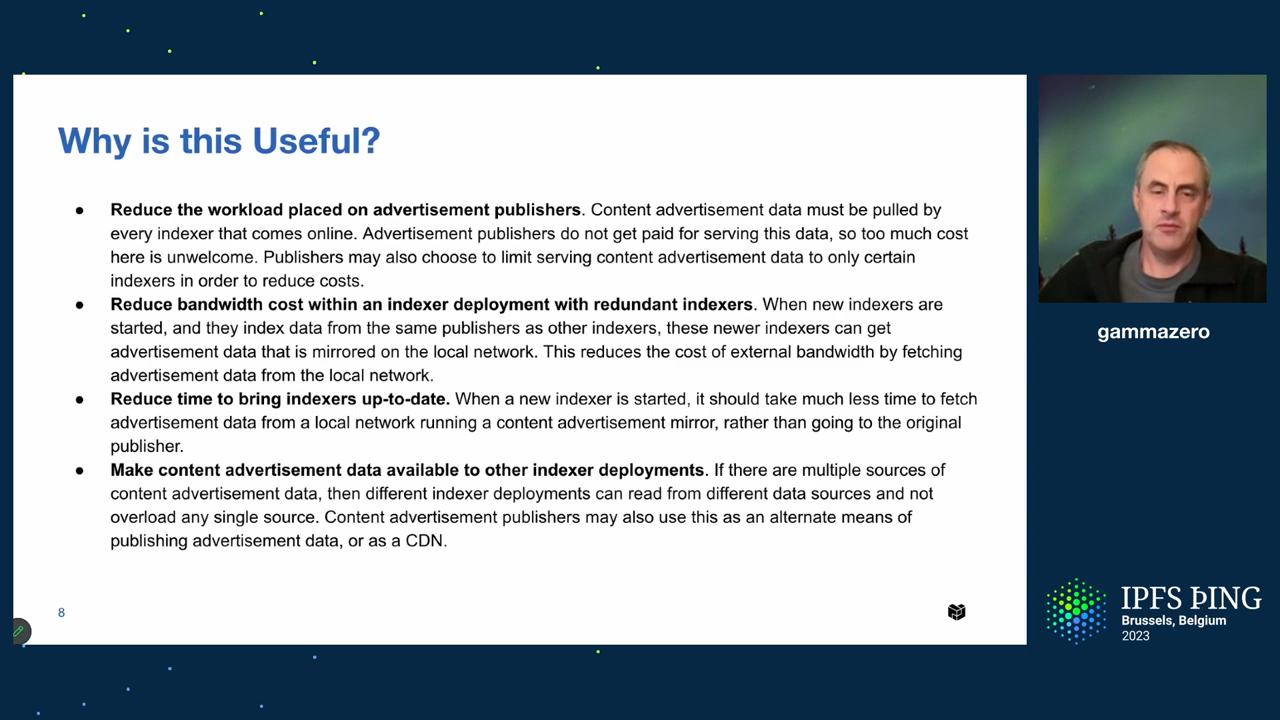 Why is this Useful?
● Reduce the workload placed on advertisement publishers. Content advertisement data must be pulled by
every indexer that comes online. Advertisement publishers do not get paid for serving this data, so too much cost
here is unwelcome. Publishers may also choose to limit serving content advertisement data to only certain
indexers in order to reduce costs.
● Reduce bandwidth cost within an indexer deployment with redundant indexers. When new indexers are
started, and they index data from the same publishers as other indexers, these newer indexers can get
advertisement data that is mirrored on the local network. This reduces the cost of external bandwidth by fetching
advertisement data from the local network.
● Reduce time to bring indexers up-to-date. When a new indexer is started, it should take much less time to fetch
advertisement data from a local network running a content advertisement mirror, rather than going to the original
publisher.
● Make content advertisement data available to other indexer deployments. If there are multiple sources of
content advertisement data, then different indexer deployments can read from different data sources and not
overload any single source. Content advertisement publishers may also use this as an alternate means of
publishing advertisement data, or as a CDN.
8
gammazero
IPFS ÞING
Brussels, Belgium
2023